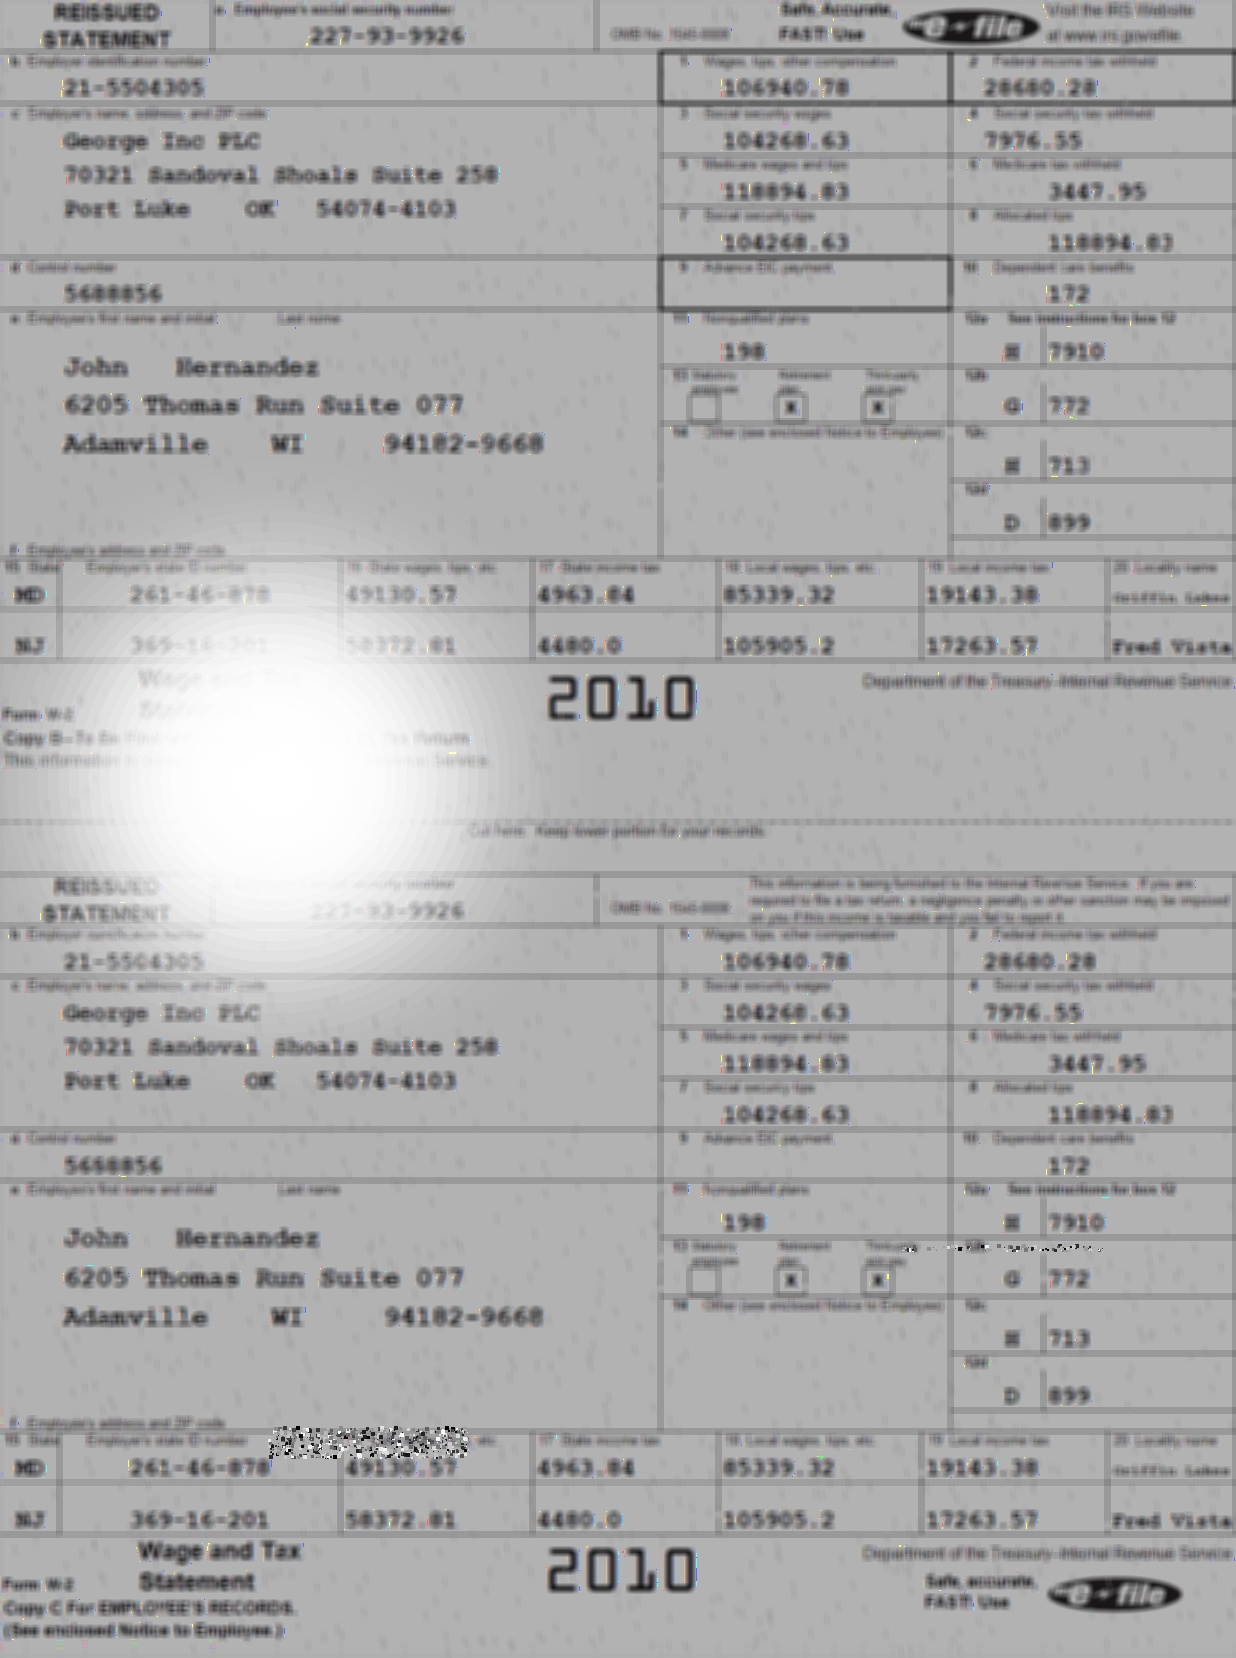 REISSUED STATEMENT
a Employee's social security number
227-93-9926
OMB No. 1545-0008
Safe, Accurate, FAST! Use
e file
Visit the IRS Website at www.irs.gov/efile.
b Employer identification number
21-5504305
1 Wages, tips, other compensation
106940.78
2 Federal income tax withheld
28680.28
c Employer's name, address, and ZIP code
George Inc PLC
70321 Sandoval Shoals Suite 258
Port Luke OK 54074-4103
3 Social security wages
104268.63
4 Social security tax withheld
7976.55
5 Medicare wages and tips
118894.83
6 Medicare tax withheld
3447.95
7 Social security tips
104268.63
8 Allocated tips
118894.83
d Control number
5688856
9 Advance EIC payment
10 Dependent care benefits
172
e Employee's first name and initial Last name
John Hernandez
6205 Thomas Run Suite 077
Adamville WI 94182-9668
11 Nonqualified plans
198
12a See instructions for box 12
H 7910
13 Statutory employee Retirement plan Third-party sick pay
X X
12b
G 772
14 Other (see enclosed Notice to Employee)
12c
H 713
12d
D 899
f Employee's address and ZIP code
15 State Employer's state ID number 16 State wages, tips, etc. 17 State income tax 18 Local wages, tips, etc. 19 Local income tax 20 Locality name
MD 261-46-878 49130.57 4963.84 85339.32 19143.38 Griffin Lakes
NJ 369-16-201 58372.81 4480.0 105905.2 17263.57 Fred Vista
Wage and Tax
Form W-2
2010
Department of the Treasury-Internal Revenue Service
Copy B-To Be Tax Return
This information Service.
Cut here. Keep lower portion for your records.
REISSUED STATEMENT
security number
227-93-9926
OMB No. 1545-0008
This information is being furnished to the Internal Revenue Service. If you are
required to file a tax return, a negligence penalty or other sanction may be imposed
on you if this income is taxable and you fail to report it.
b Employer identification number
21-5504305
1 Wages, tips, other compensation
106940.78
2 Federal income tax withheld
28680.28
c Employer's name, address, and ZIP code
George Inc PLC
70321 Sandoval Shoals Suite 258
Port Luke OK 54074-4103
3 Social security wages
104268.63
4 Social security tax withheld
7976.55
5 Medicare wages and tips
118894.83
6 Medicare tax withheld
3447.95
7 Social security tips
104268.63
8 Allocated tips
118894.83
d Control number
5688856
9 Advance EIC payment
10 Dependent care benefits
172
e Employee's first name and initial Last name
John Hernandez
6205 Thomas Run Suite 077
Adamville WI 94182-9668
11 Nonqualified plans
198
12a See instructions for box 12
H 7910
13 Statutory employee Retirement plan
X X
G 772
14 Other (see enclosed Notice to Employee)
12c
H 713
12d
D 899
f Employee's address and ZIP code
15 State Employer's state ID number etc. 17 State income tax 18 Local wages, tips, etc. 19 Local income tax 20 Locality name
MD 261-46-878 49130.57 4963.84 85339.32 19143.38 Griffin Lakes
NJ 369-16-201 58372.81 4480.0 105905.2 17263.57 Fred Vista
Wage and Tax
Form W-2 Statement
2010
Department of the Treasury-Internal Revenue Service
Copy C For EMPLOYEE'S RECORDS.
(See enclosed Notice to Employee.)
Safe, accurate, FAST! Use
e file